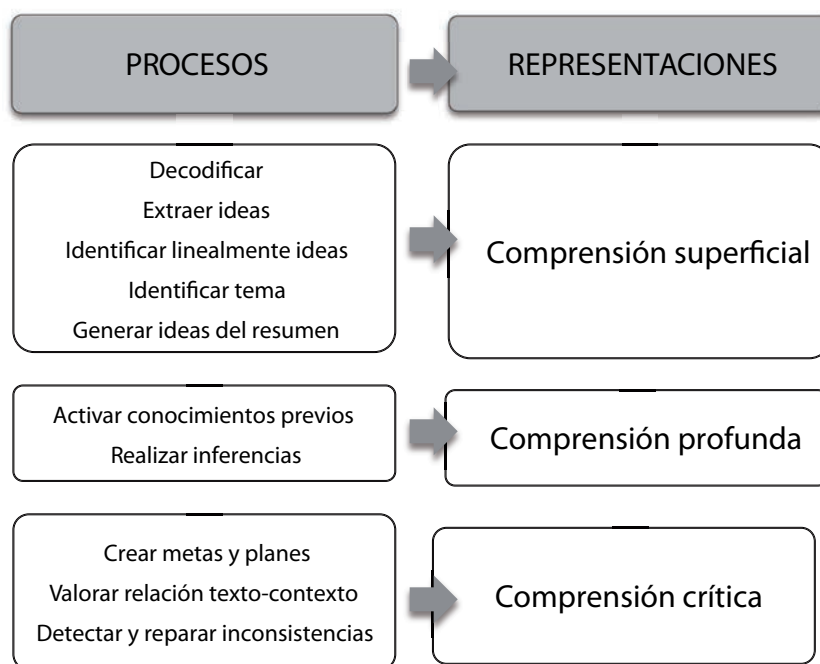 PROCESOS
REPRESENTACIONES
Decodificar
Extraer ideas
Identificar linealmente ideas
Identificar tema
Generar ideas del resumen
Comprensión superficial
Activar conocimientos previos
Realizar inferencias
Comprensión profunda
Crear metas y planes
Valorar relación texto-contexto
Detectar y reparar inconsistencias
Comprensión crítica